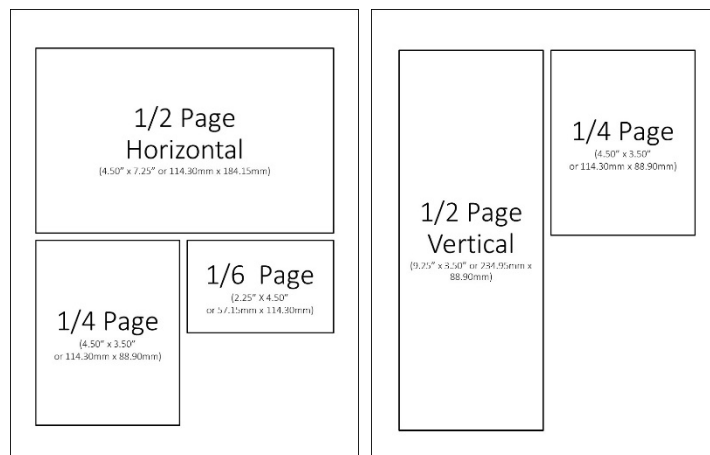 1/2 Page
Horizontal
(4.50" x 7.25" or 114.30mm x 184.15mm)
1/4 Page
(4.50" x 3.50"
or 114.30mm x 88.90mm)
1/6 Page
(2.25" X 4.50"
or 57.15mm x 114.30mm)
1/2 Page
Vertical
(9.25" x 3.50" or 234.95mm x
88.90mm)
1/4 Page
(4.50" x 3.50"
or 114.30mm x 88.90mm)